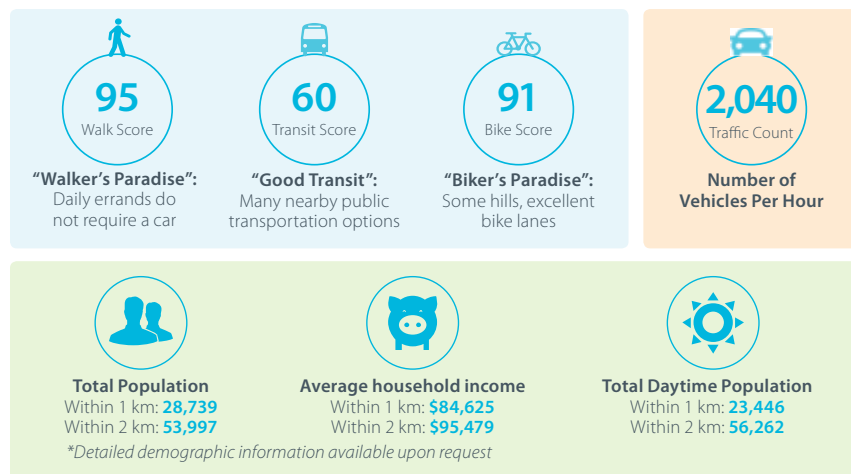 95
Walk Score
"Walker's Paradise":
Daily errands do
not require a car
60
Transit Score
"Good Transit":
Many nearby public
transportation options
91
Bike Score
"Biker's Paradise":
Some hills, excellent
bike lanes
2,040
Traffic Count
Number of
Vehicles Per Hour
Total Population
Within 1 km: 28,739
Within 2 km: 53,997
Average household income
Within 1 km: $84,625
Within 2 km: $95,479
Total Daytime Population
Within 1 km: 23,446
Within 2 km: 56,262
*Detailed demographic information available upon request